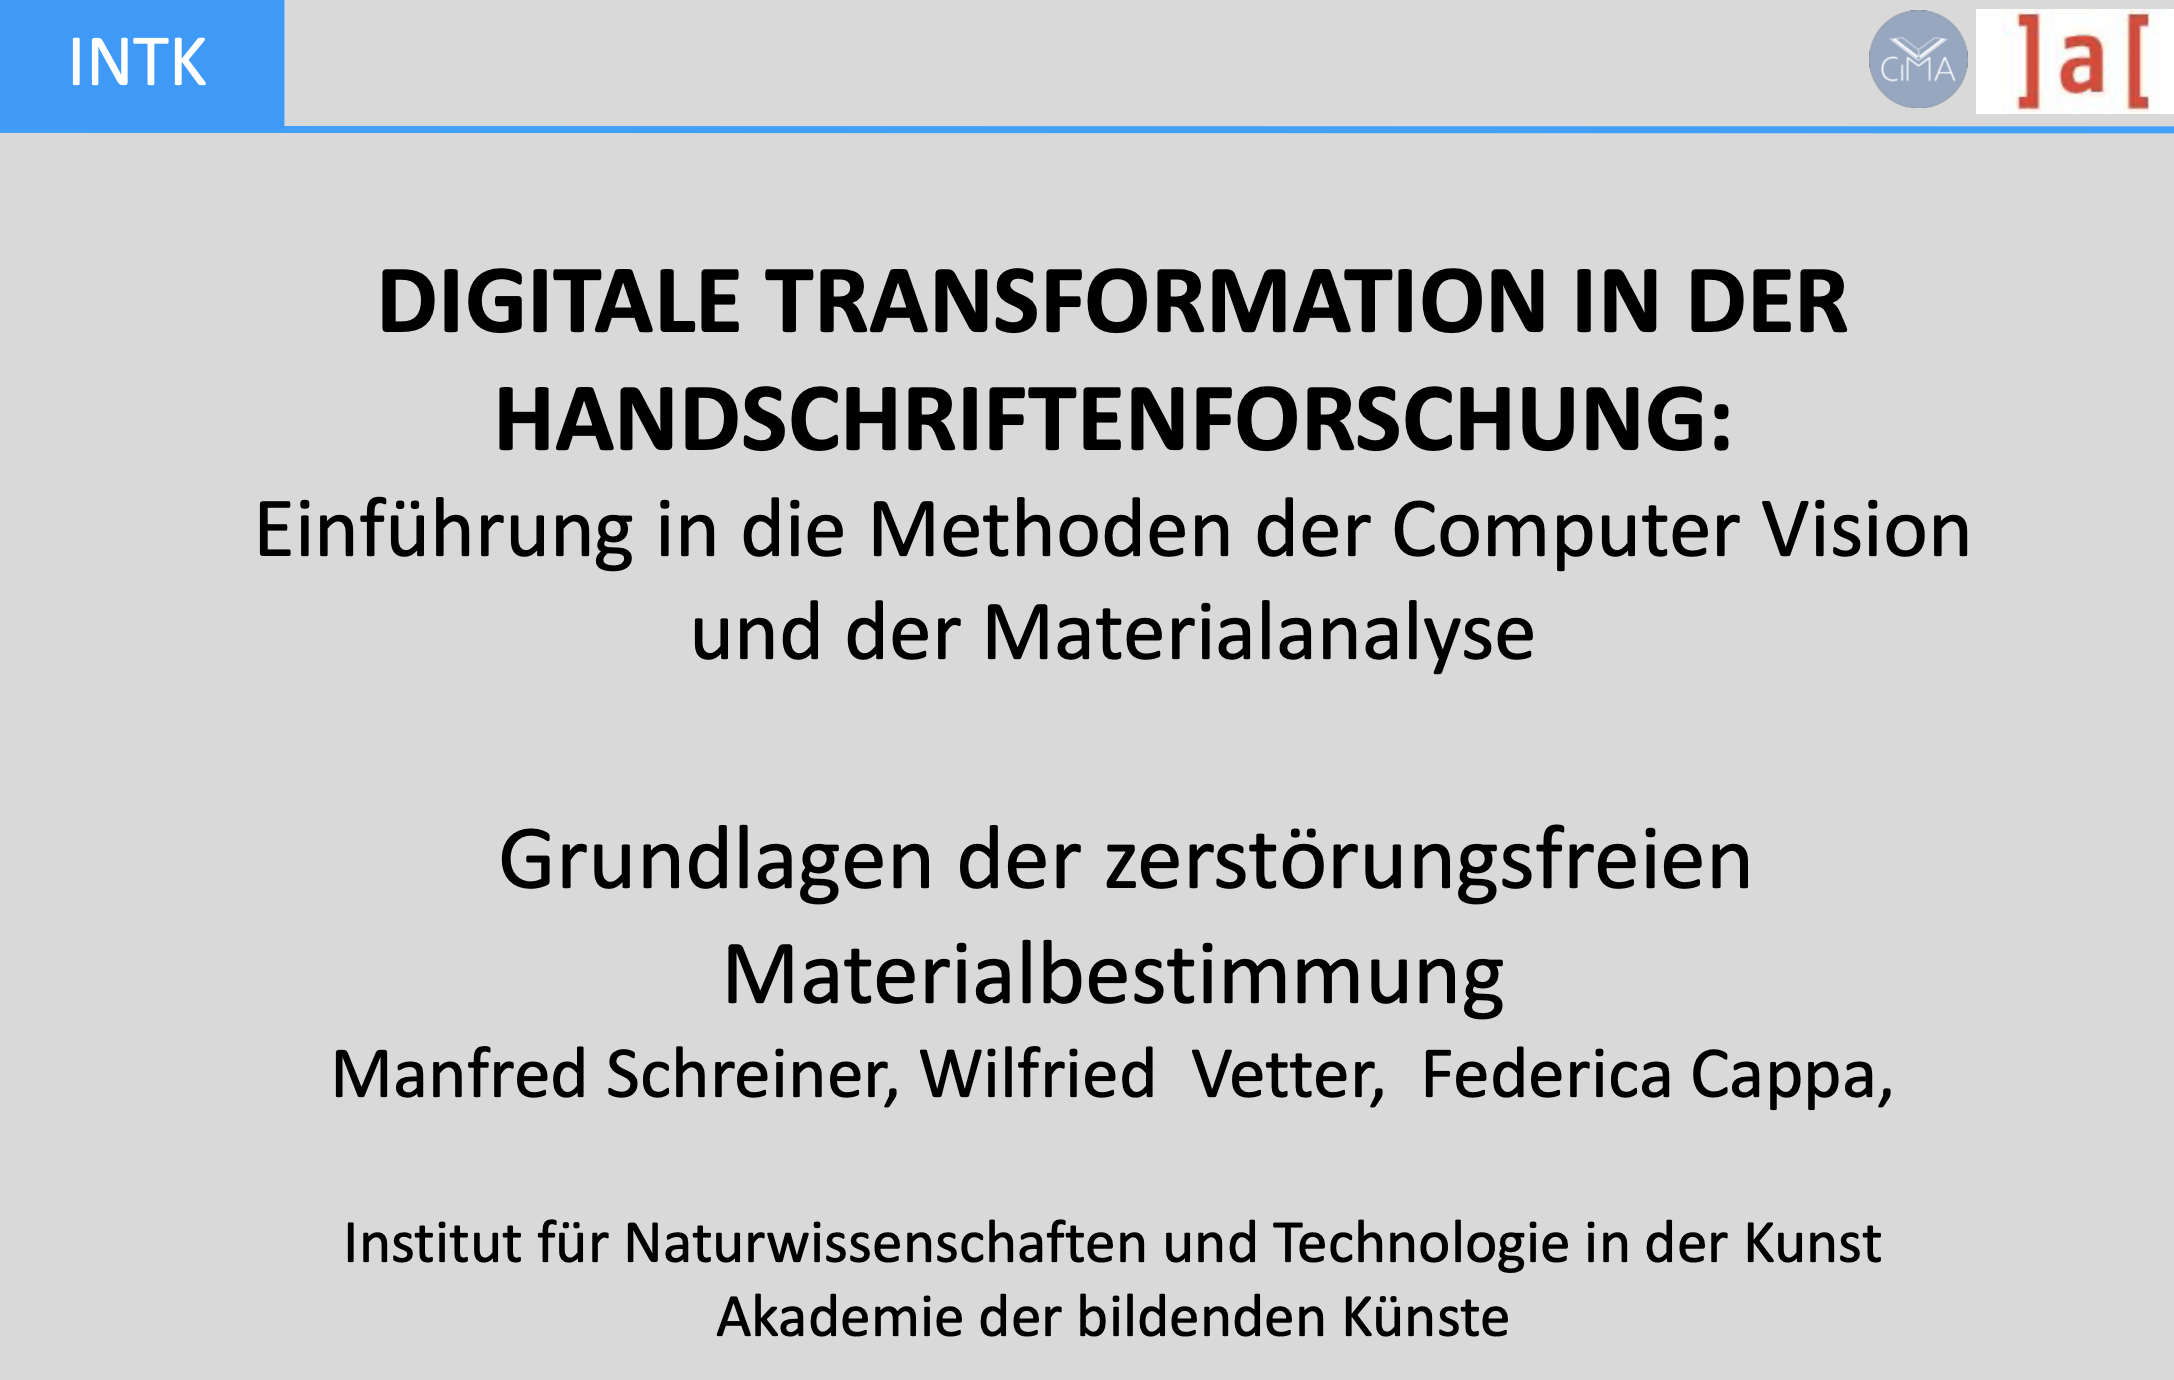 INTK
CiMA
]a[
DIGITALE TRANSFORMATION IN DER
HANDSCHRIFTENFORSCHUNG:
Einführung in die Methoden der Computer Vision
und der Materialanalyse
Grundlagen der zerstörungsfreien
Materialbestimmung
Manfred Schreiner, Wilfried  Vetter,  Federica Cappa,
Institut für Naturwissenschaften und Technologie in der Kunst
Akademie der bildenden Künste